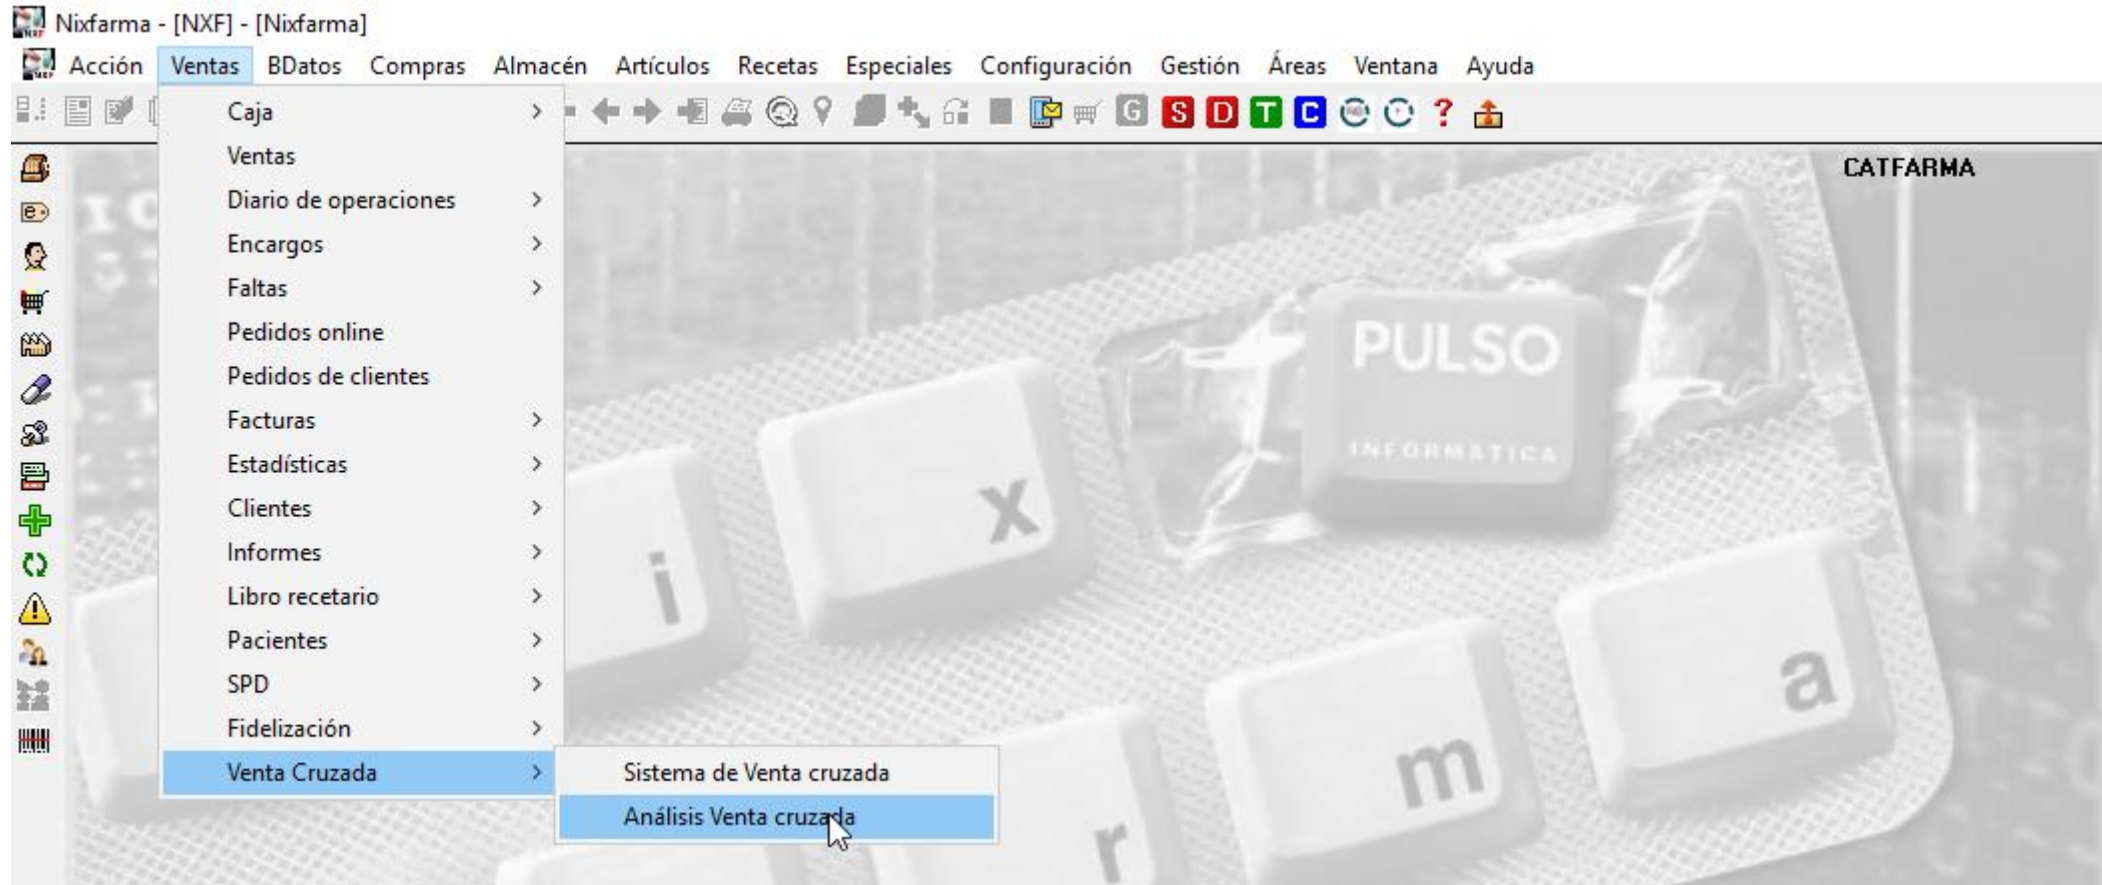 Nixfarma - [NXF] - [Nixfarma]
Acción Ventas BDatos Compras Almacén Artículos Recetas Especiales Configuración Gestión Áreas Ventana Ayuda
G S D T C ?
CATFARMA
e
Caja >
Ventas
Diario de operaciones >
Encargos >
Faltas >
Pedidos online
Pedidos de clientes
Facturas >
Estadísticas >
Clientes >
Informes >
Libro recetario >
Pacientes >
SPD >
Fidelización >
Venta Cruzada >
Sistema de Venta cruzada
Análisis Venta cruzada
PULSO
INFORMATICA
i x
r m a